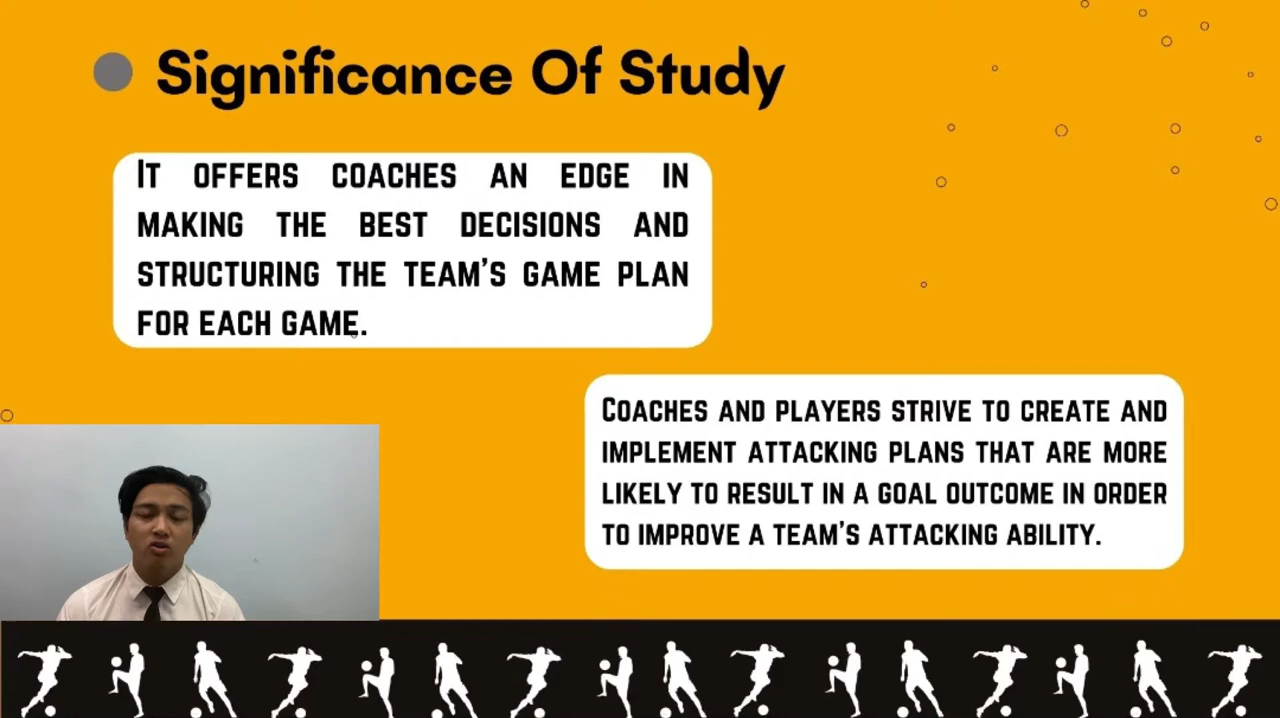 Significance Of Study
It offers coaches an edge in
making the best decisions and
structuring the team's game plan
for each game.
Coaches and players strive to create and
implement attacking plans that are more
likely to result in a goal outcome in order
to improve a team's attacking ability.